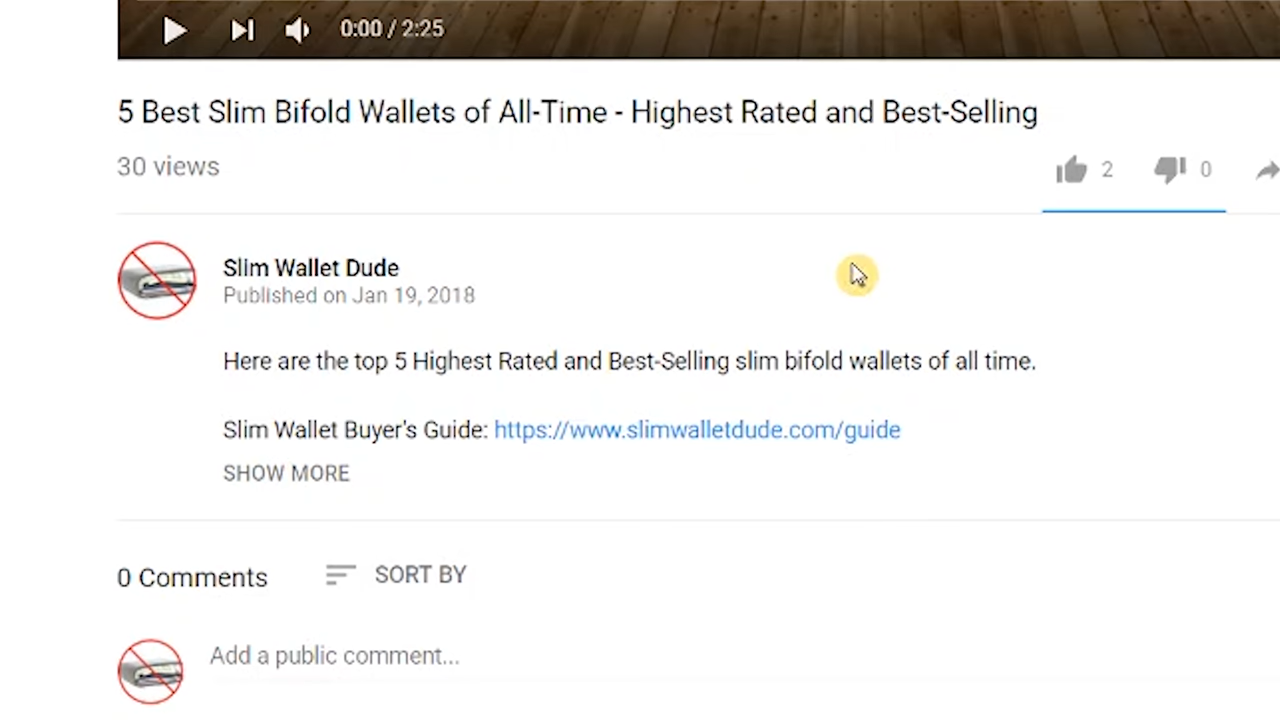 0:00 / 2:25
5 Best Slim Bifold Wallets of All-Time - Highest Rated and Best-Selling
30 views
2
0
Slim Wallet Dude
Published on Jan 19, 2018
Here are the top 5 Highest Rated and Best-Selling slim bifold wallets of all time.
Slim Wallet Buyer's Guide: https://www.slimwalletdude.com/guide
SHOW MORE
0 Comments
SORT BY
Add a public comment...